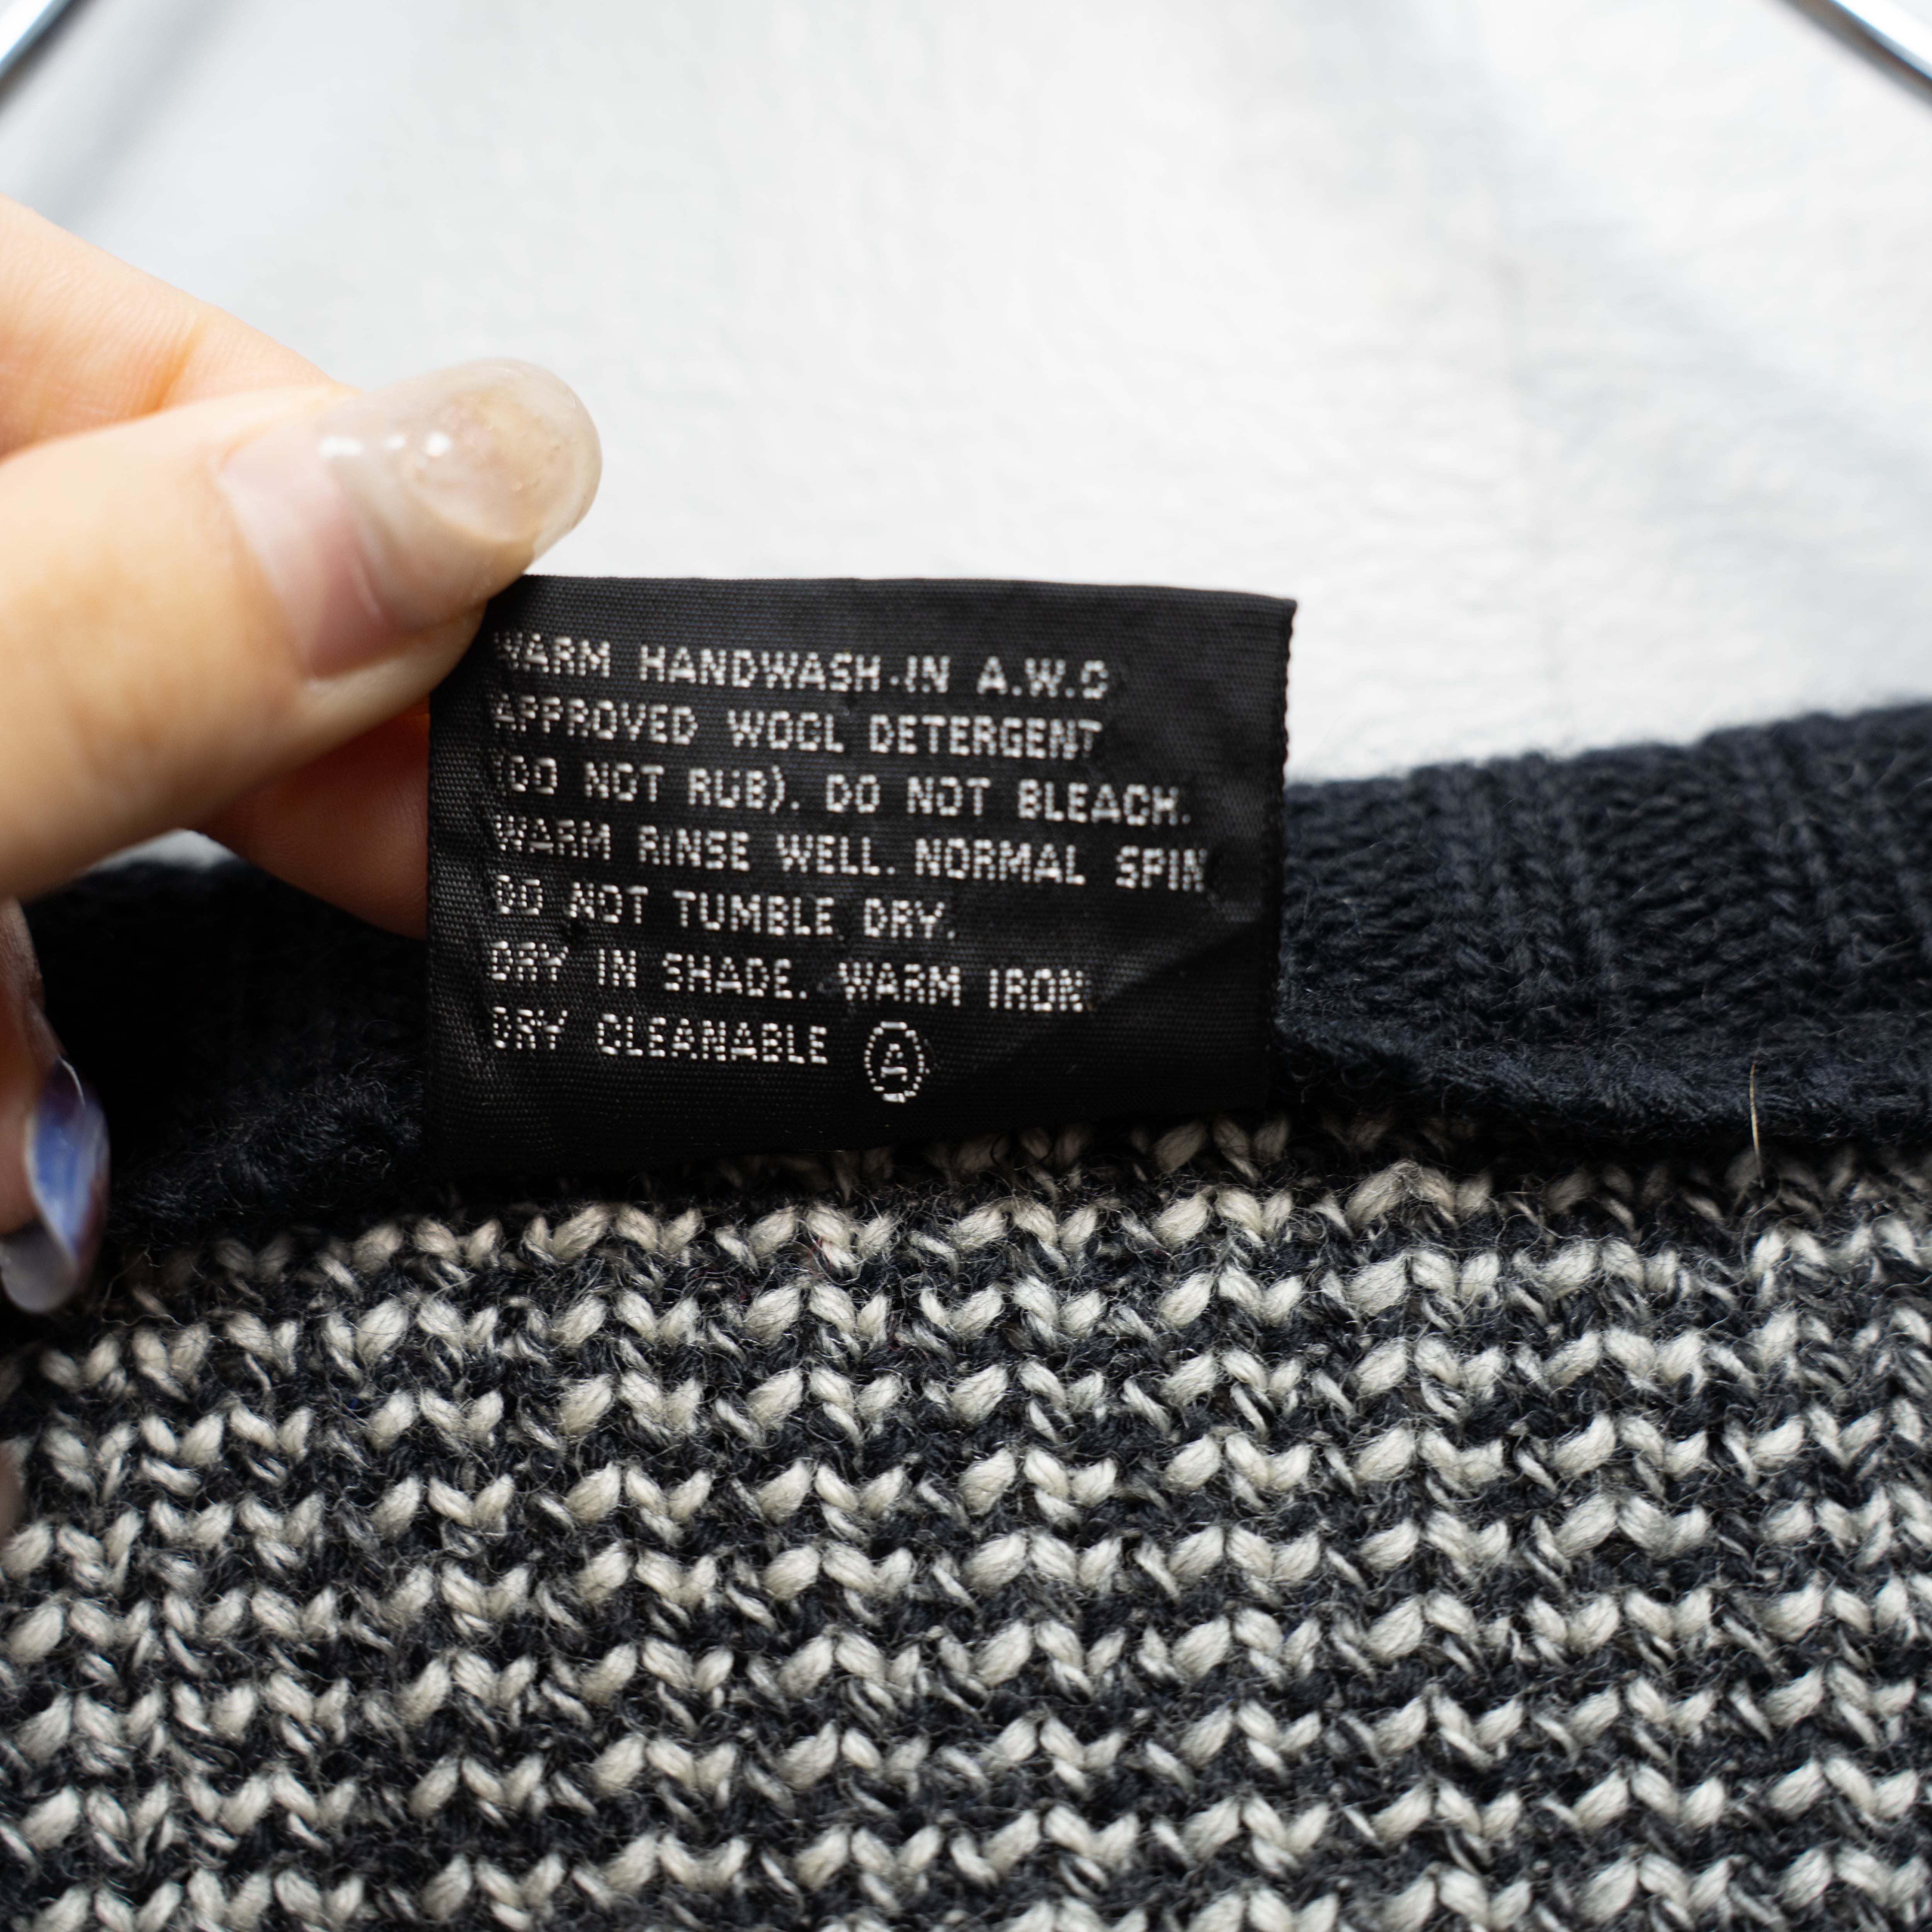 WARM HANDWASH IN A.W.C
APPROVED WOOL DETERGENT
(DO NOT RUB). DO NOT BLEACH.
WARM RINSE WELL. NORMAL SPIN
DO NOT TUMBLE DRY.
DRY IN SHADE. WARM IRON.
DRY CLEANABLE Ⓐ